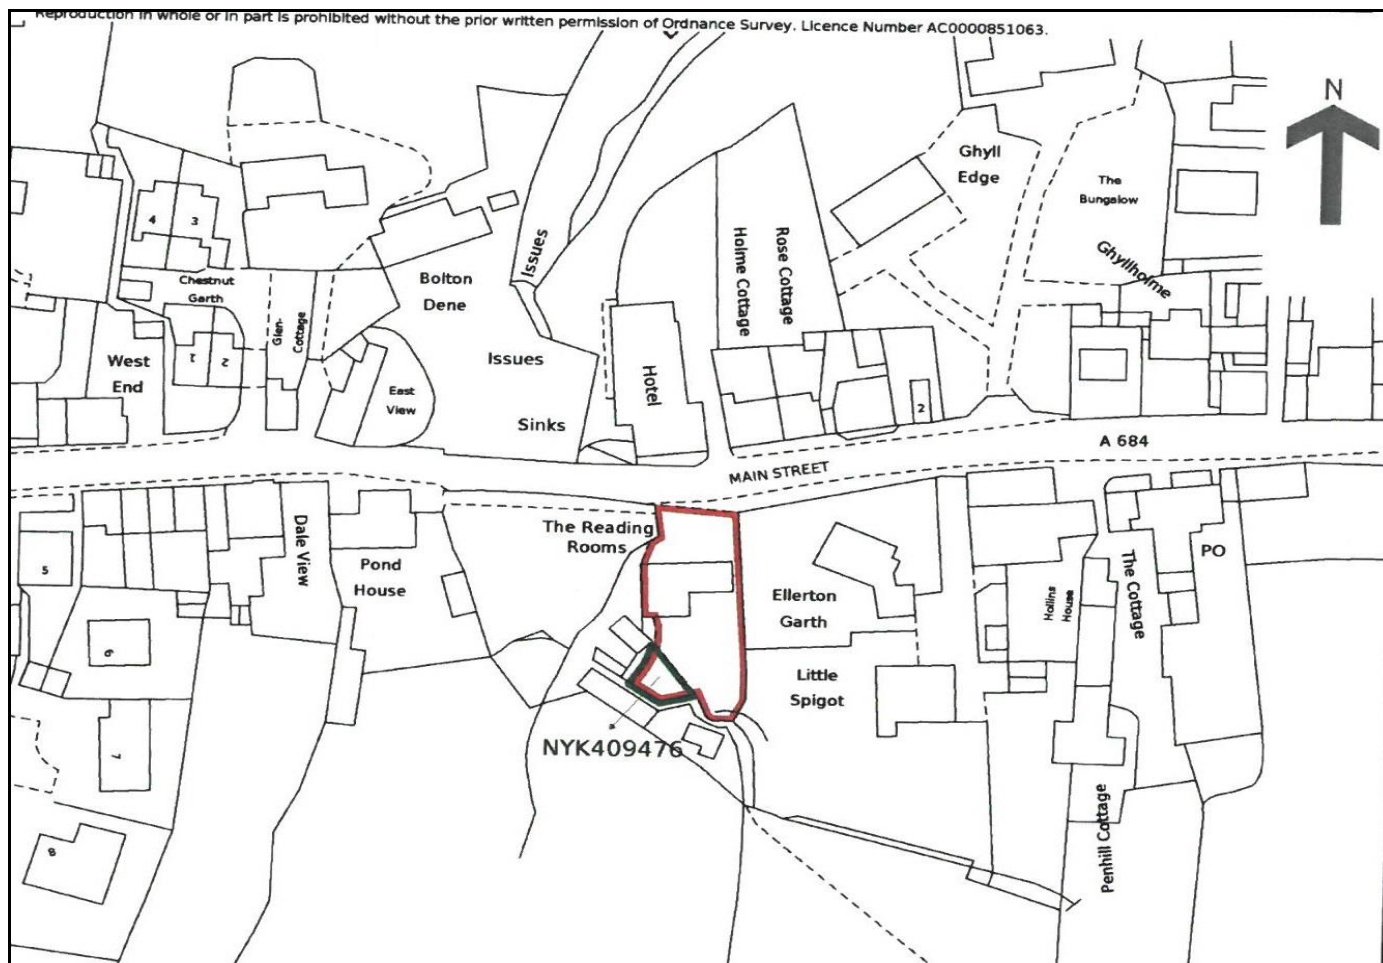 Reproduction in whole or in part is prohibited without the prior written permission of Ordnance Survey. Licence Number AC0000851063.
N
Ghyll
Edge
The
Bungalow
4
3
Issues
Rose Cottage
Holme Cottage
Ghyllholme
Chestnut
Garth
Bolton
Dene
Glen-
Cottage
West
End
1
2
Issues
Hotel
East
View
2
Sinks
A 684
MAIN STREET
The Reading
Rooms
Dale View
Pond
House
5
Ellerton
Garth
Hollins
House
The Cottage
PO
6
Little
Spigot
7
NYK409476
Penhill Cottage
8